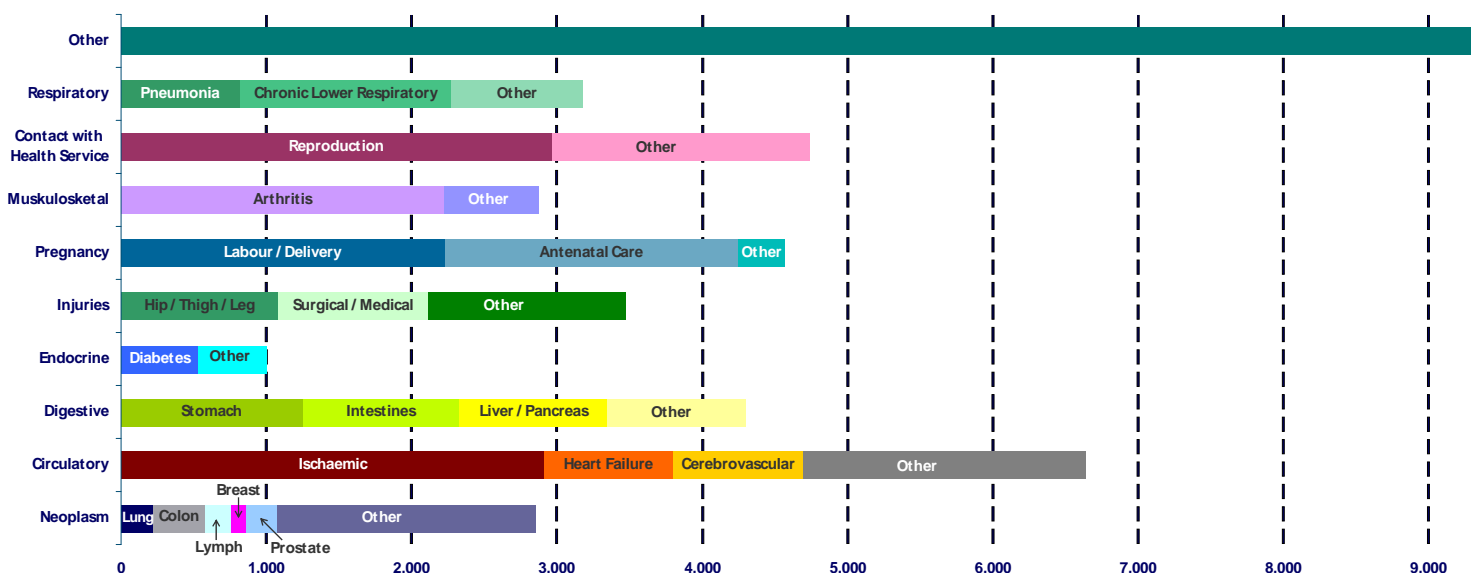 Other
Respiratory
Pneumonia
Chronic Lower Respiratory
Other
Contact with
Health Service
Reproduction
Other
Muskulosketal
Arthritis
Other
Pregnancy
Labour / Delivery
Antenatal Care
Other
Injuries
Hip / Thigh / Leg
Surgical / Medical
Other
Endocrine
Diabetes
Other
Digestive
Stomach
Intestines
Liver / Pancreas
Other
Circulatory
Ischaemic
Heart Failure
Cerebrovascular
Other
Breast
Neoplasm
Lung
Colon
Other
Lymph
Prostate
0
1.000
2.000
3.000
4.000
5.000
6.000
7.000
8.000
9.000